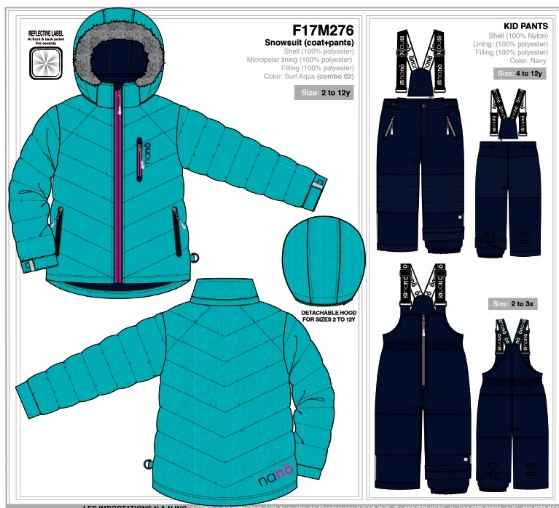 REFLECTIVE LABEL
At front & back jacket
For security
F17M276
Snowsuit (coat+pants)
Shell (100% polyester)
Micropolar lining (100% polyester)
Filling (100% polyester)
Color: Surf Aqua (combo 02)
Size: 2 to 12y
nanö
DETACHABLE HOOD
FOR SIZES 2 TO 12Y
nanö
KID PANTS
Shell (100% Nylon)
Lining: (100% polyester)
Filling (100% polyester)
Color: Navy
Size: 4 to 12y
Size: 2 to 3x
LES IMPORTATIONS N.A.N INC